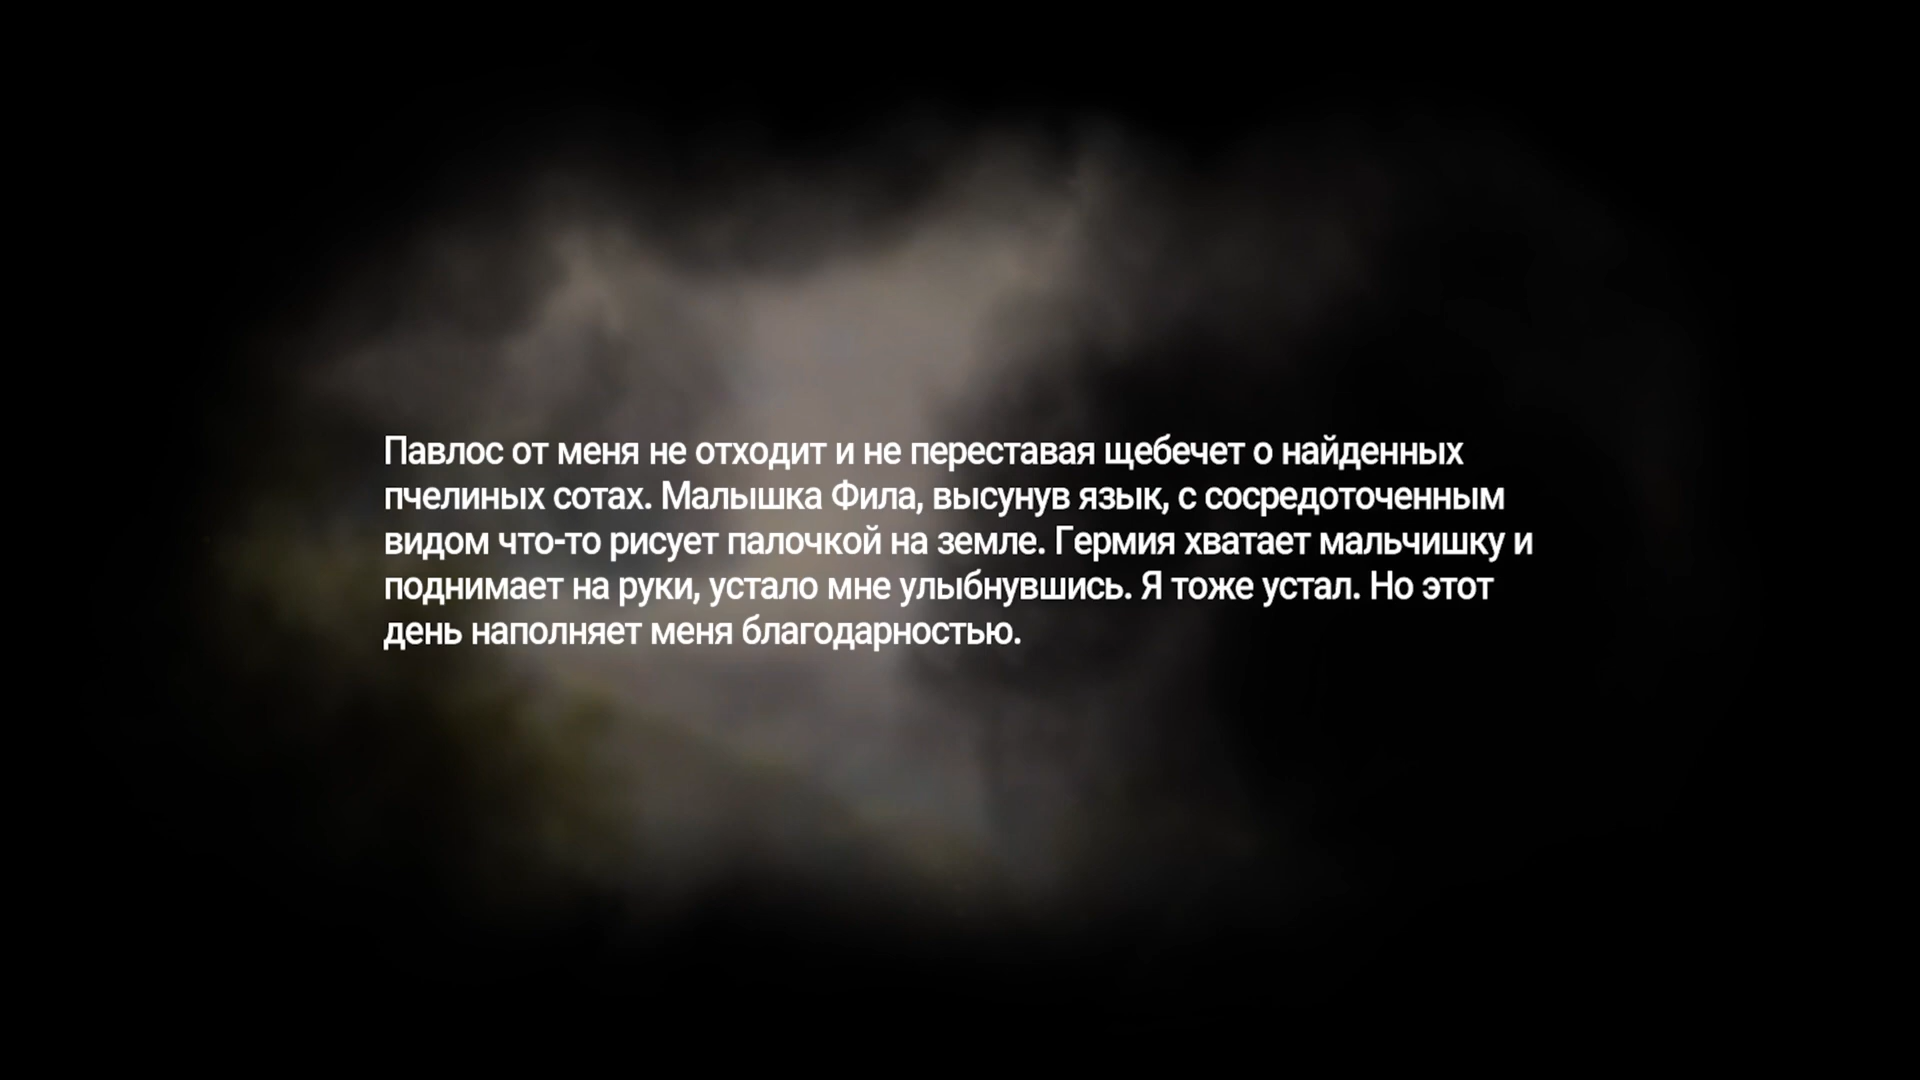 Павлос от меня не отходит и не переставая щебечет о найденных
пчелиных сотах. Малышка Фила, высунув язык, с сосредоточенным
видом что-то рисует палочкой на земле. Гермия хватает мальчишку и
поднимает на руки, устало мне улыбнувшись. Я тоже устал. Но этот
день наполняет меня благодарностью.